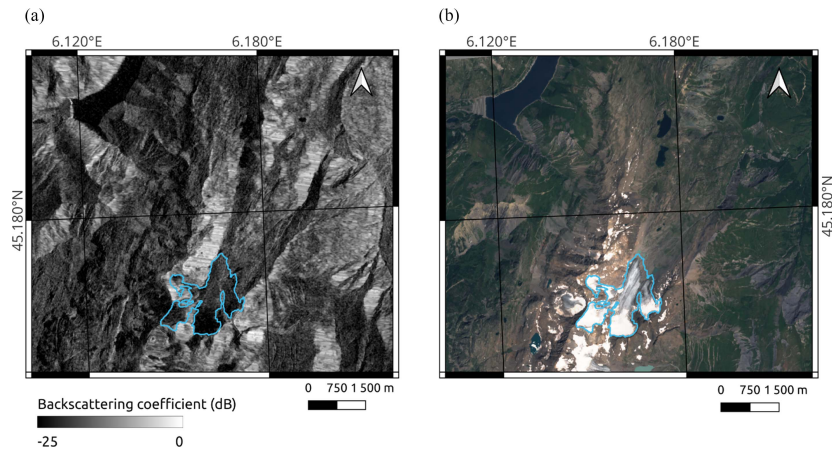 (a)
(b)
6.120°E 6.180°E
6.120°E 6.180°E
45.180°N
45.180°N
0 750 1 500 m
0 750 1 500 m
Backscattering coefficient (dB)
-25 0